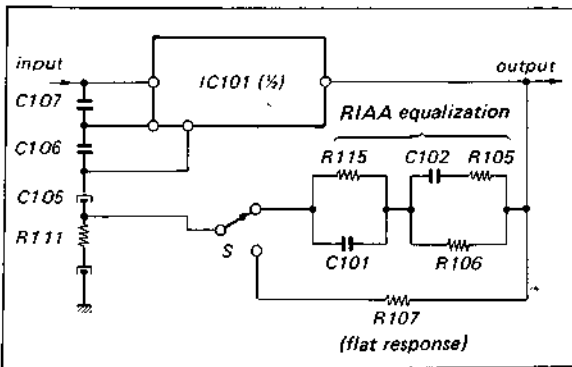 input
IC101 (½)
output
C107
RIAA equalization
C106
R115
C102
R105
C105
R111
S
C101
R106
R107
(flat response)